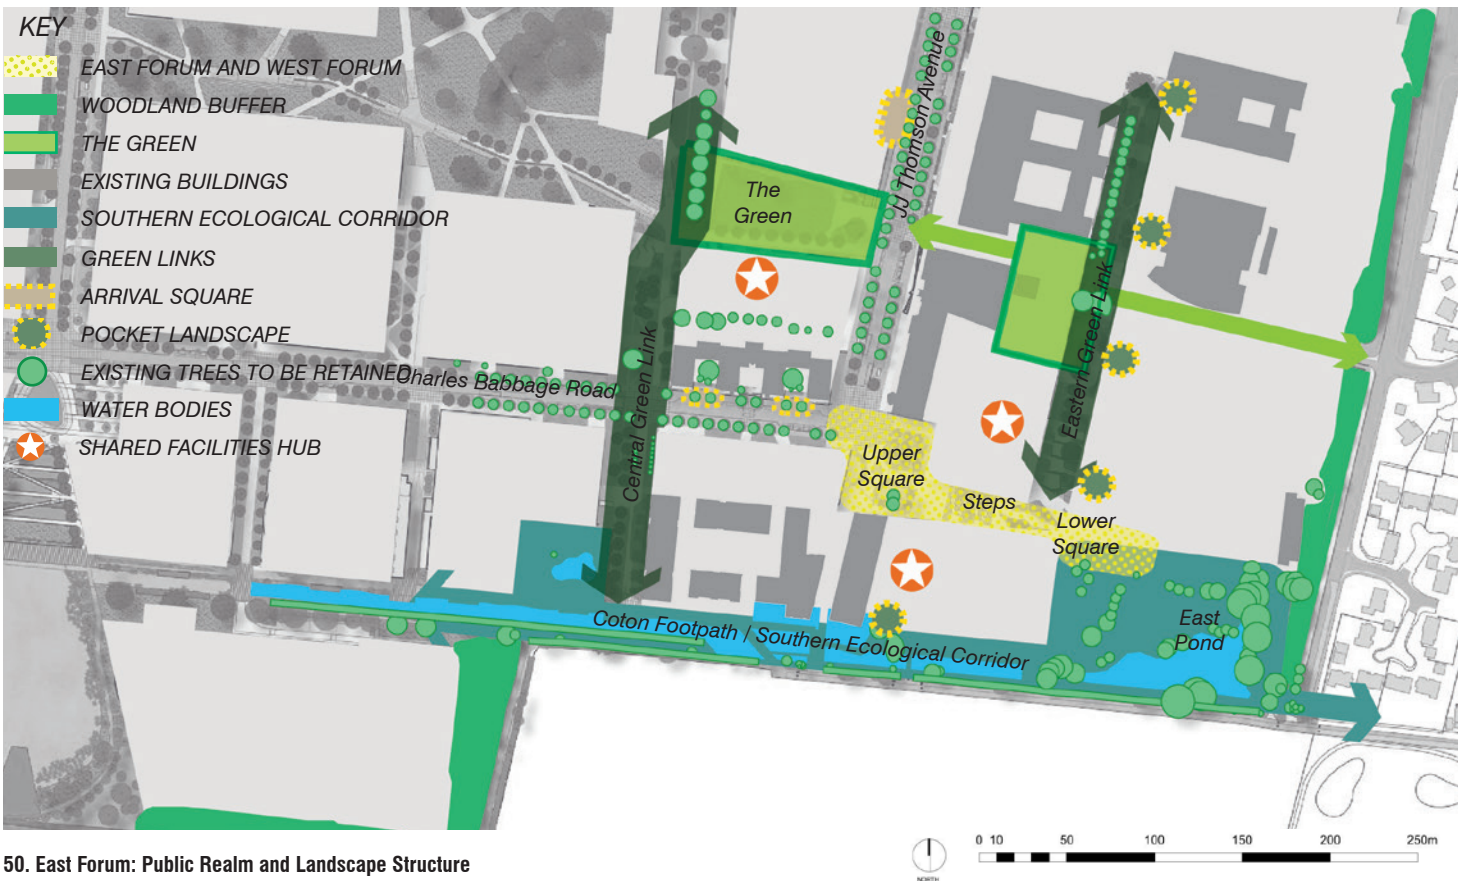 KEY
EAST FORUM AND WEST FORUM
WOODLAND BUFFER
THE GREEN
EXISTING BUILDINGS
SOUTHERN ECOLOGICAL CORRIDOR
GREEN LINKS
ARRIVAL SQUARE
POCKET LANDSCAPE
EXISTING TREES TO BE RETAINED
WATER BODIES
SHARED FACILITIES HUB
JJ Thomson Avenue
The
Green
Eastern Green Link
Central Green Link
Charles Babbage Road
Upper
Square
Steps
Lower
Square
East
Pond
Coton Footpath / Southern Ecological Corridor
50. East Forum: Public Realm and Landscape Structure
NORTH
0 10 50 100 150 200 250m